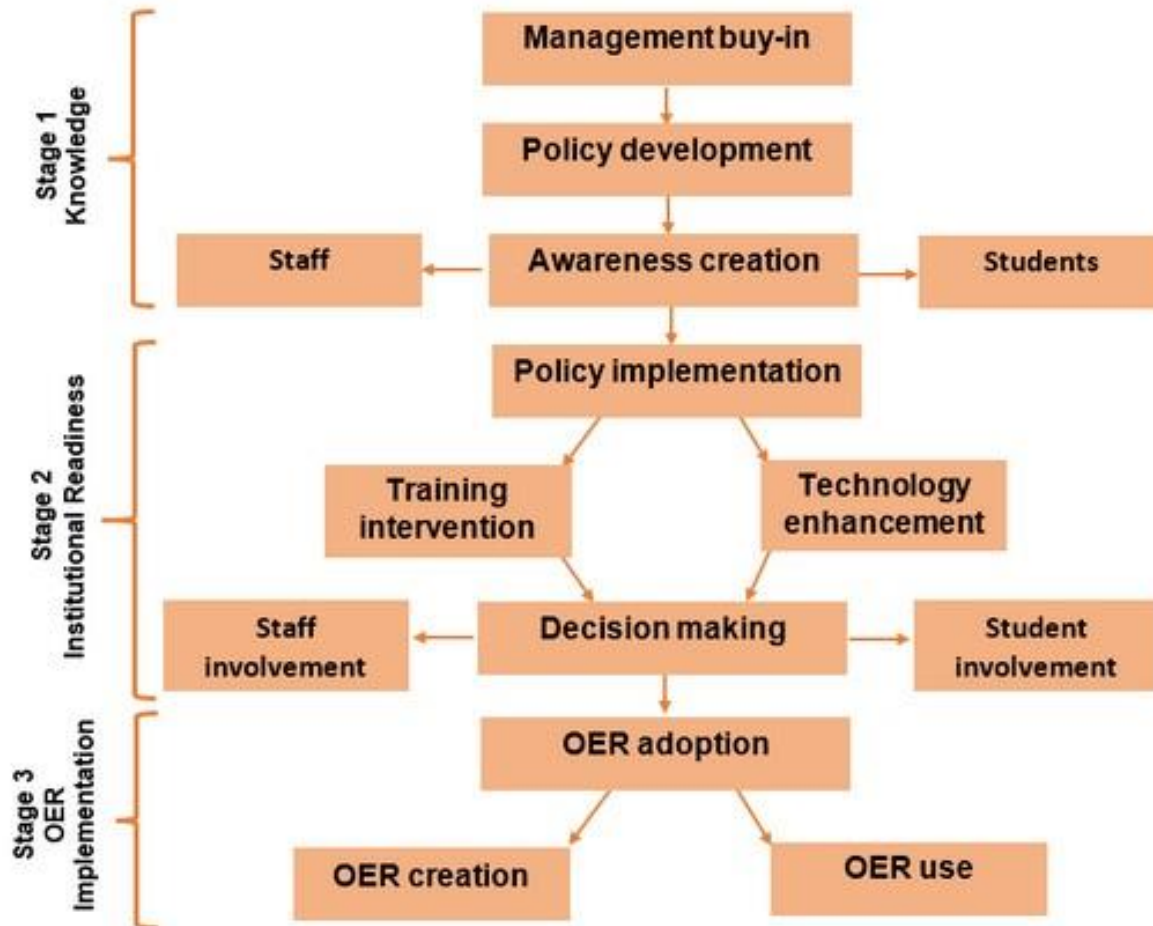 Stage 1
Knowledge
Management buy-in
Policy development
Staff
Awareness creation
Students
Stage 2
Institutional Readiness
Policy implementation
Training
intervention
Technology
enhancement
Staff
involvement
Decision making
Student
involvement
Stage 3
OER
Implementation
OER adoption
OER creation
OER use